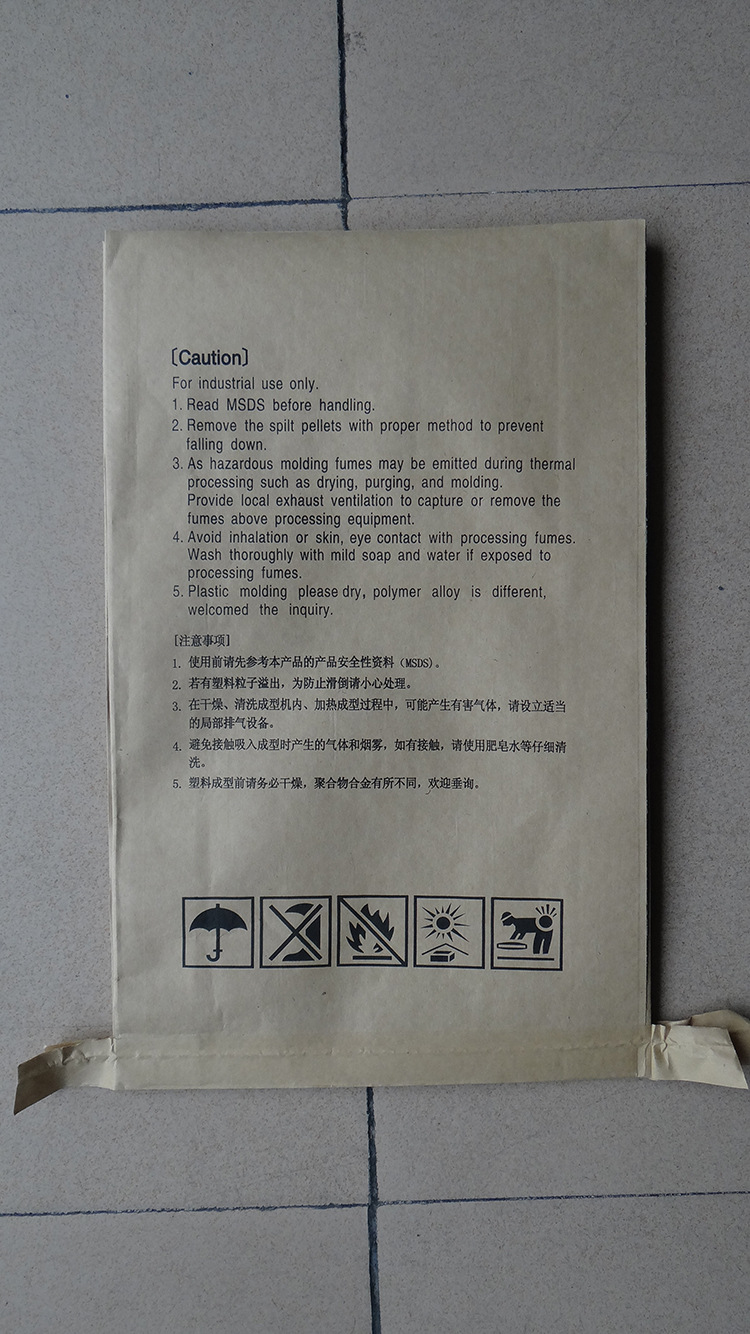 〔Caution〕
For industrial use only.
1. Read MSDS before handling.
2. Remove the spilt pellets with proper method to prevent
falling down.
3. As hazardous molding fumes may be emitted during thermal
processing such as drying, purging, and molding.
Provide local exhaust ventilation to capture or remove the
fumes above processing equipment.
4. Avoid inhalation or skin, eye contact with processing fumes.
Wash thoroughly with mild soap and water if exposed to
processing fumes.
5. Plastic molding please dry, polymer alloy is different,
welcomed the inquiry.
[注意事项]
1. 使用前请先参考本产品的产品安全性资料（MSDS）。
2. 若有塑料粒子溢出，为防止滑倒请小心处理。
3. 在干燥、清洗成型机内、加热成型过程中，可能产生有害气体，请设立适当
的局部排气设备。
4. 避免接触吸入成型时产生的气体和烟雾，如有接触，请使用肥皂水等仔细清
洗。
5. 塑料成型前请务必干燥，聚合物合金有所不同，欢迎垂询。